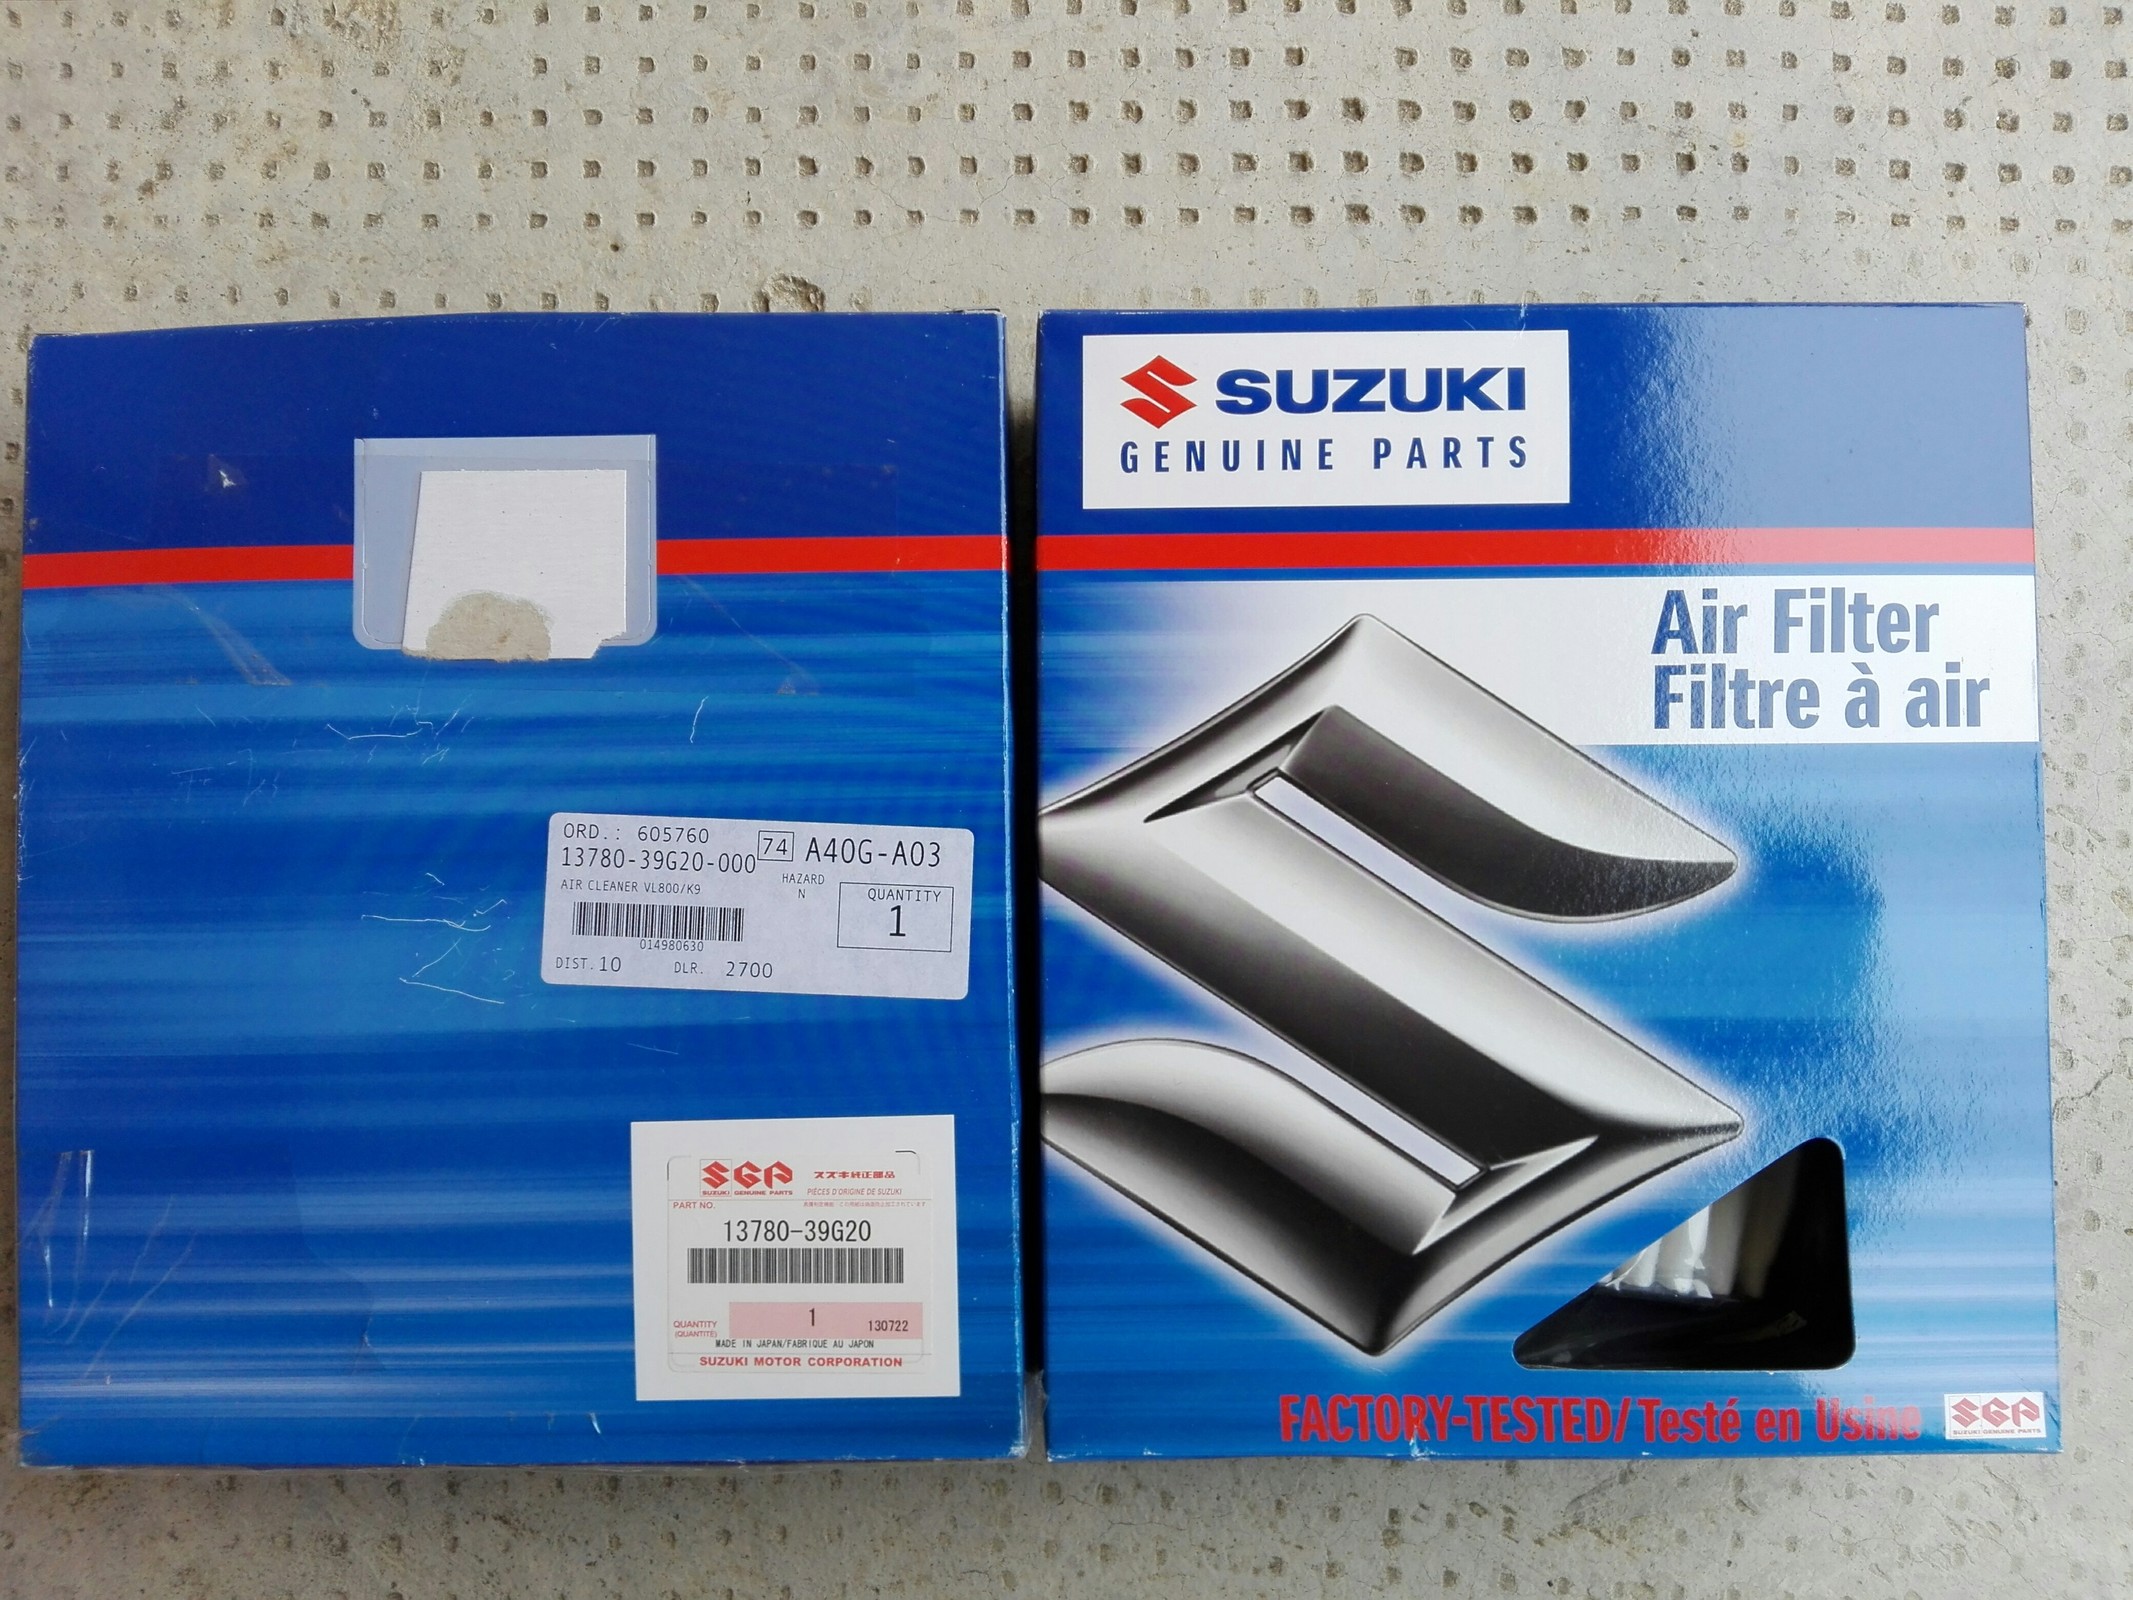 ORD.: 605760
13780-39G20-000
74 A40G-A03
AIR CLEANER VL800/K9
HAZARD
N
QUANTITY
1
014980630
DIST. 10 DLR. 2700
SGP スズキ純正部品
SUZUKI GENUINE PARTS PIÈCES D'ORIGINE DE SUZUKI
PART NO.
13780-39G20
QUANTITY
(QUANTITÉ)
1
130722
MADE IN JAPAN/FABRIQUE AU JAPON
SUZUKI MOTOR CORPORATION
SUZUKI
GENUINE PARTS
Air Filter
Filtre à air
FACTORY-TESTED/Testé en Usine
SGP
SUZUKI GENUINE PARTS